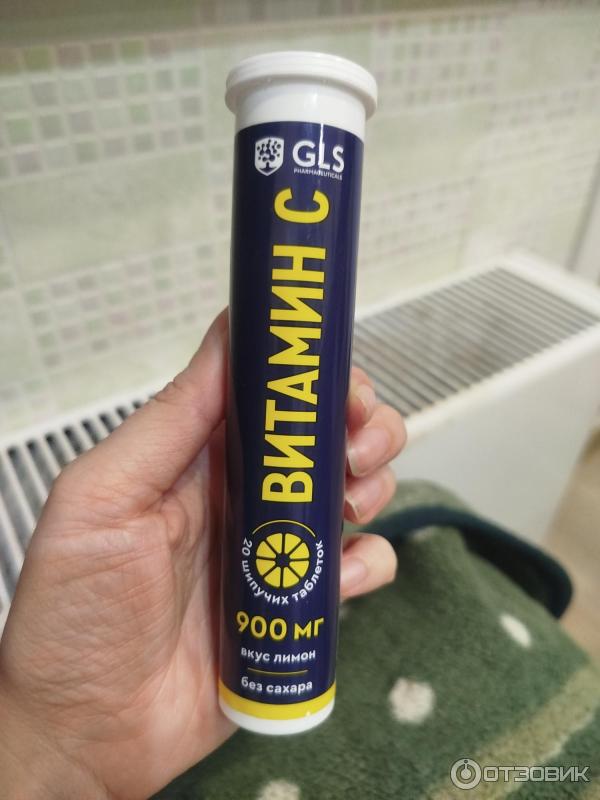 GLS
PHARMACEUTICALS
ВИТАМИН С
20 шипучих таблеток
900 мг
вкус лимон
без сахара
ОТЗОВИК